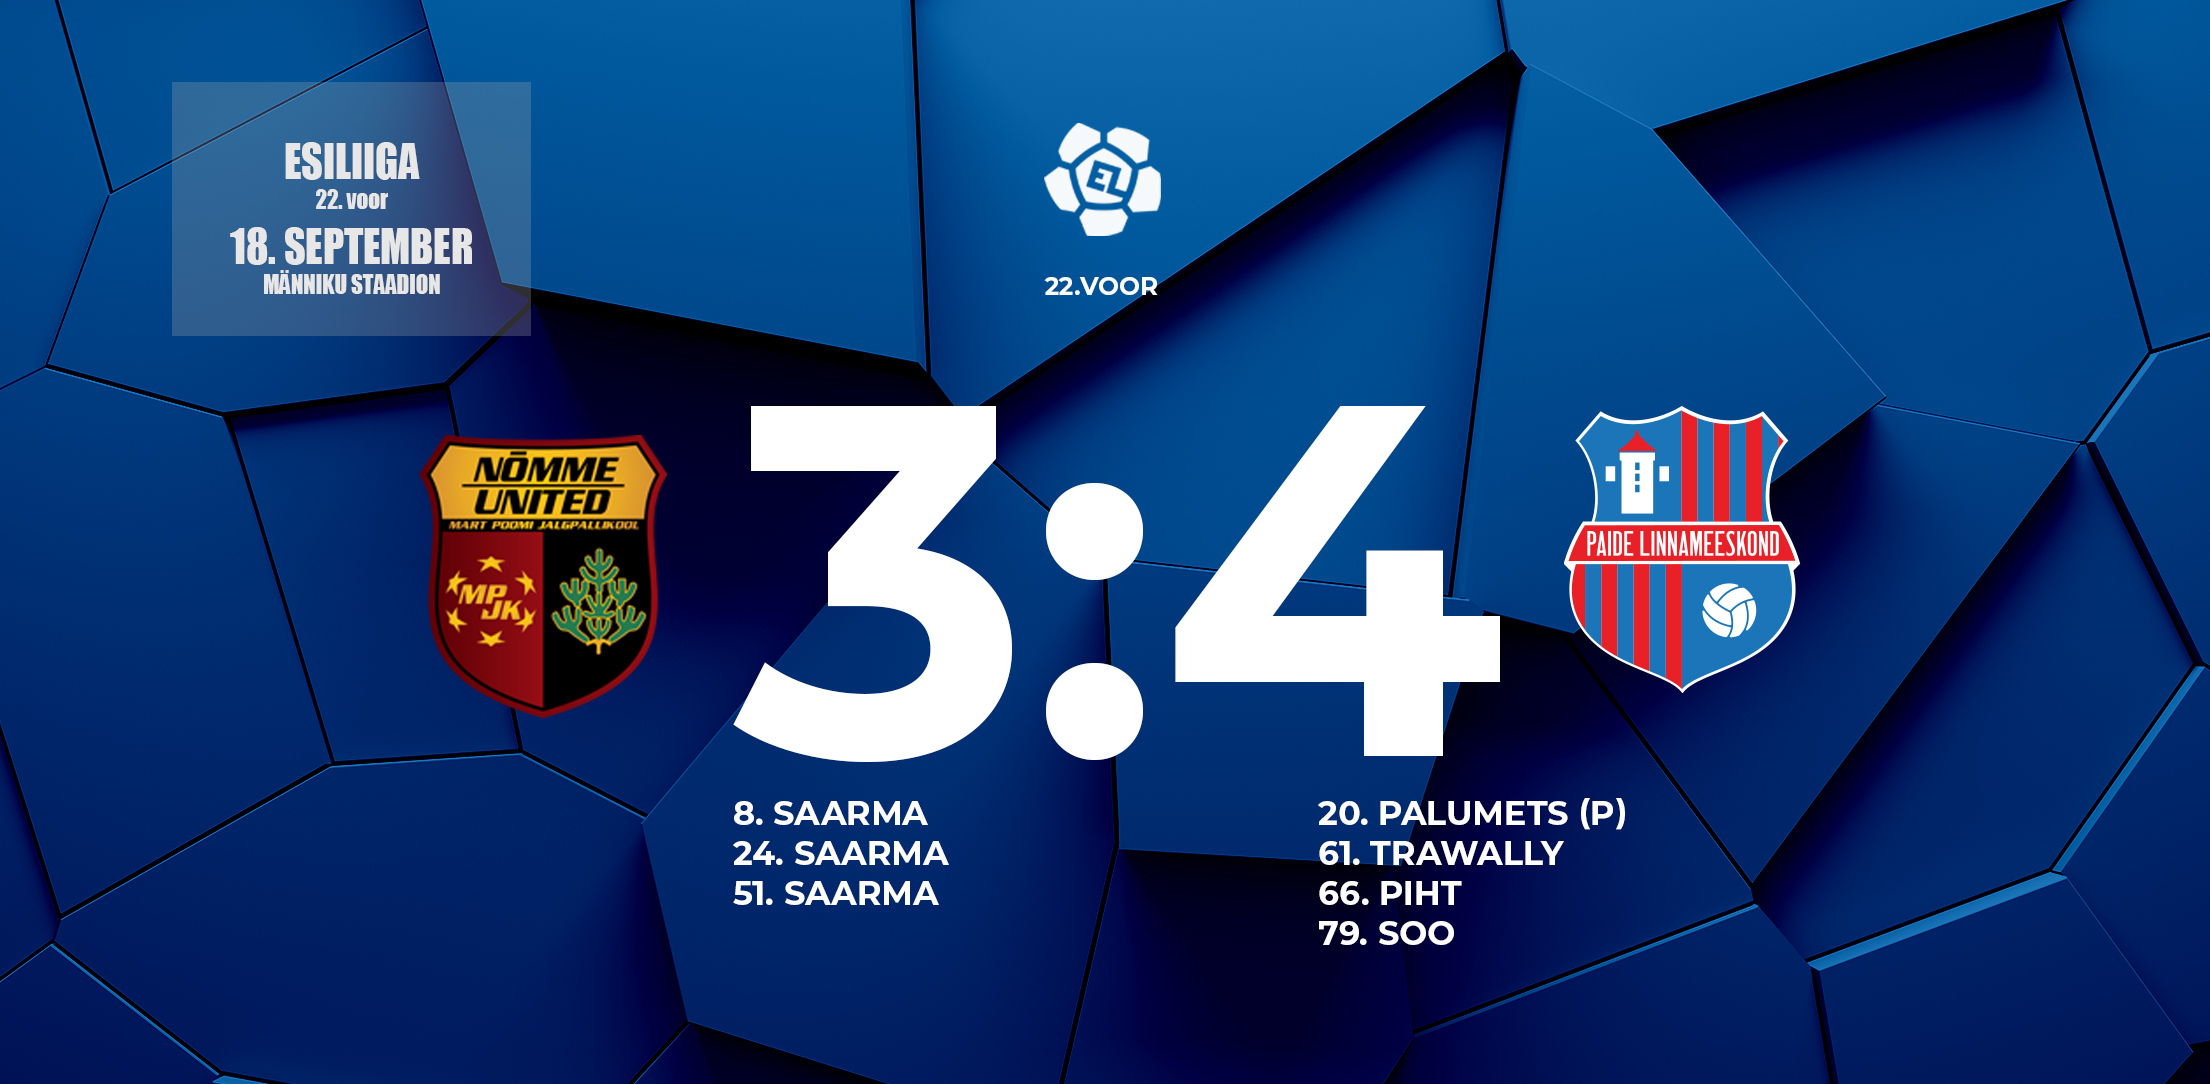 ESILIIGA
22. voor
18. SEPTEMBER
MÄNNIKU STAADION
EL
22.VOOR
NÕMME
UNITED
MART POOMI JALGPALLIKOOL
MP
JK
3:4
PAIDE LINNAMEESKOND
8. SAARMA
24. SAARMA
51. SAARMA
20. PALUMETS (P)
61. TRAWALLY
66. PIHT
79. SOO